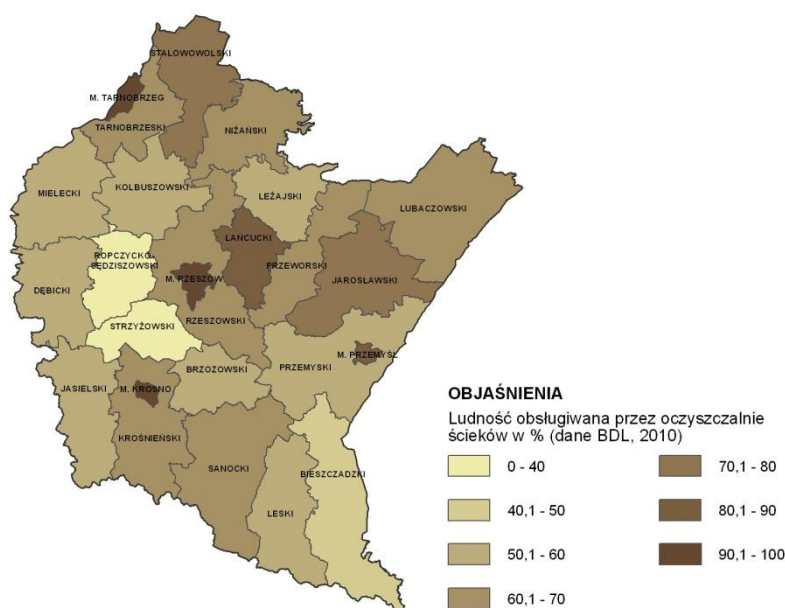 STALOWOWOLSKI
M. TARNOBRZEG
TARNOBRZESKI
NIŻAŃSKI
MIELECKI
KOLBUSZOWSKI
LEŻAJSKI
LUBACZOWSKI
ROPCZYCKO-
SĘDZISZOWSKI
ŁAŃCUCKI
DĘBICKI
M. RZESZÓW
PRZEWORSKI
JAROSŁAWSKI
STRZYŻOWSKI
RZESZOWSKI
JASIELSKI
M. KROSNO
BRZOZOWSKI
PRZEMYSKI
M. PRZEMYŚL
KROŚNIEŃSKI
SANOCKI
LESKI
BIESZCZADZKI
OBJAŚNIENIA
Ludność obsługiwana przez oczyszczalnie
ścieków w % (dane BDL, 2010)
0 - 40
40,1 - 50
50,1 - 60
60,1 - 70
70,1 - 80
80,1 - 90
90,1 - 100